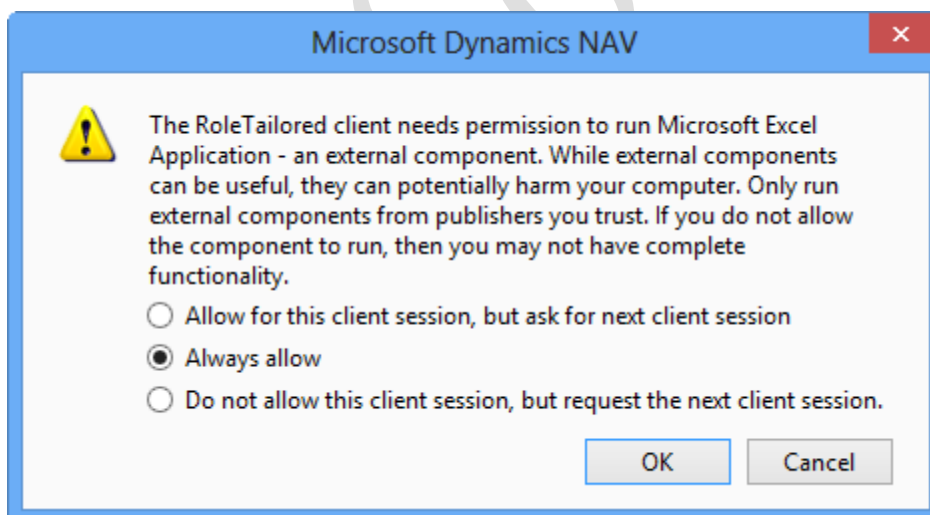 Microsoft Dynamics NAV
The RoleTailored client needs permission to run Microsoft Excel
Application - an external component. While external components
can be useful, they can potentially harm your computer. Only run
external components from publishers you trust. If you do not allow
the component to run, then you may not have complete
functionality.
Allow for this client session, but ask for next client session
Always allow
Do not allow this client session, but request the next client session.
OK Cancel